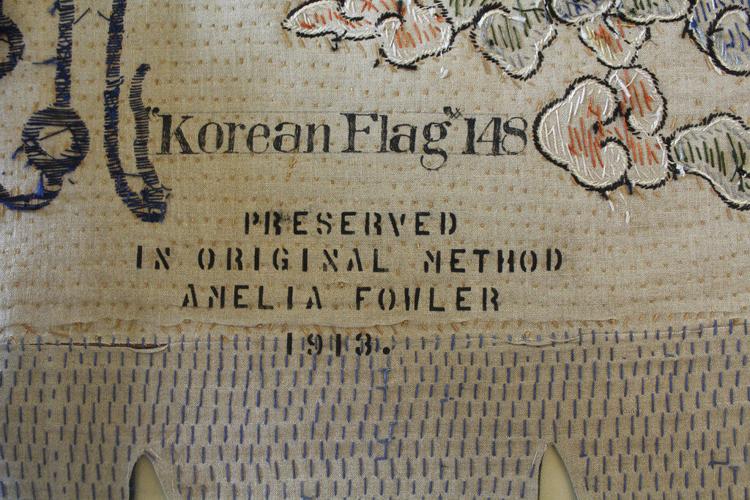 "Korean Flag" 148
PRESERVED
IN ORIGINAL METHOD
AMELIA FOWLER
1913.